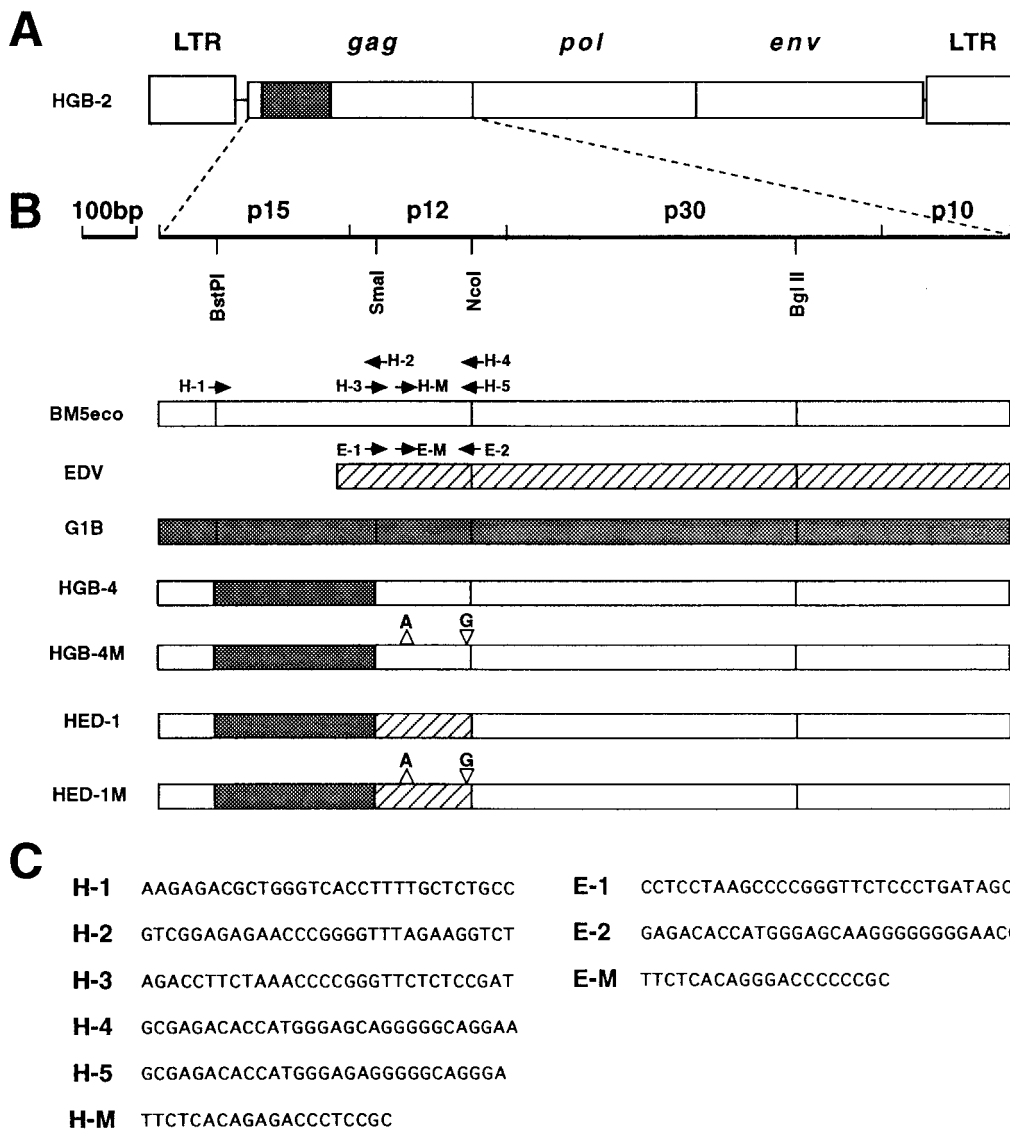 A
LTR gag pol env LTR
HGB-2
B
100bp p15 p12 p30 p10
BstPI SmaI NcoI Bgl II
H-2 H-4
H-1 H-3 H-M H-5
BM5eco
E-1 E-M E-2
EDV
G1B
HGB-4
A G
HGB-4M
HED-1
A G
HED-1M
C
H-1 AAGAGACGCTGGGTCACCTTTTGCTCTGCC
H-2 GTCGGAGAGAACCCGGGGTTTAGAAGGTCT
H-3 AGACCTTCTAAACCCCGGGTTCTCTCCGAT
H-4 GCGAGACACCATGGGAGCAGGGGGCAGGAA
H-5 GCGAGACACCATGGGAGAGGGGGCAGGGA
H-M TTCTCACAGAGACCCTCCGC
E-1 CCTCCTAAGCCCCGGGTTCTCCCTGATAGC
E-2 GAGACACCATGGGAGCAAGGGGGGGGAACC
E-M TTCTCACAGGGACCCCCCGC